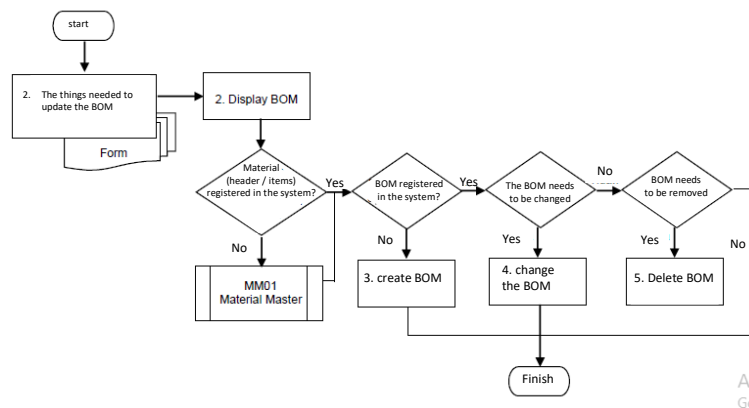 start
2. The things needed to
update the BOM
Form
2. Display BOM
Material
(header / items)
registered in the system?
Yes
No
MM01
Material Master
BOM registered
in the system?
Yes
No
3. create BOM
The BOM needs
to be changed
No
Yes
4. change
the BOM
BOM needs
to be removed
Yes
No
5. Delete BOM
Finish